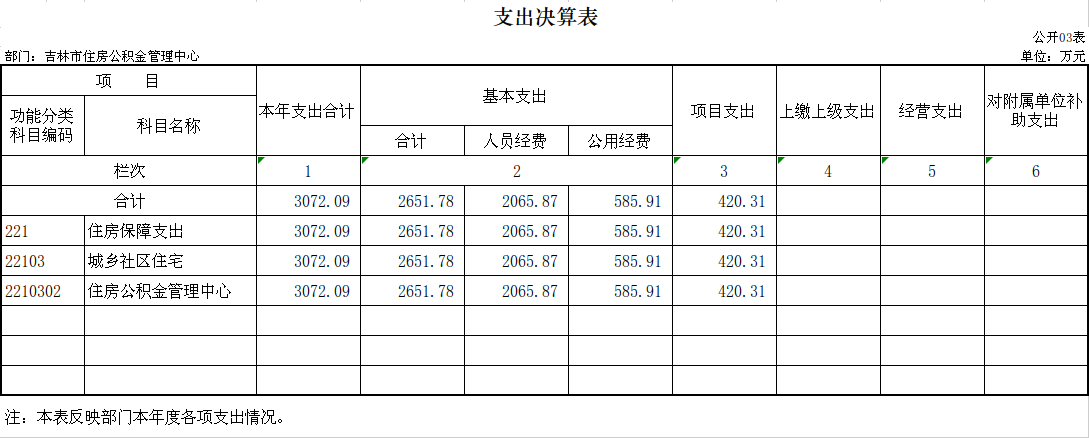 支出决算表
公开03表
部门：吉林市住房公积金管理中心 单位：万元
项 目 本年支出合计 基本支出 项目支出 上缴上级支出 经营支出 对附属单位补助支出
功能分类科目编码 科目名称 合计 人员经费 公用经费
栏次 1 2 3 4 5 6
合计 3072.09 2651.78 2065.87 585.91 420.31
221 住房保障支出 3072.09 2651.78 2065.87 585.91 420.31
22103 城乡社区住宅 3072.09 2651.78 2065.87 585.91 420.31
2210302 住房公积金管理中心 3072.09 2651.78 2065.87 585.91 420.31
注：本表反映部门本年度各项支出情况。